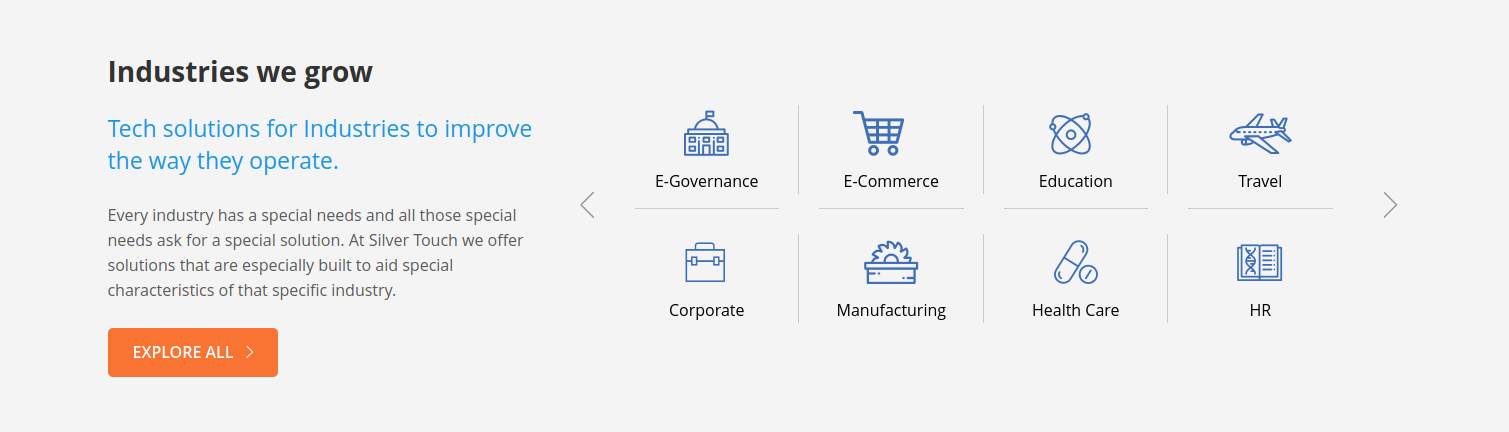 Industries we grow
Tech solutions for Industries to improve
the way they operate.
Every industry has a special needs and all those special
needs ask for a special solution. At Silver Touch we offer
solutions that are especially built to aid special
characteristics of that specific industry.
EXPLORE ALL
E-Governance
E-Commerce
Education
Travel
Corporate
Manufacturing
Health Care
HR